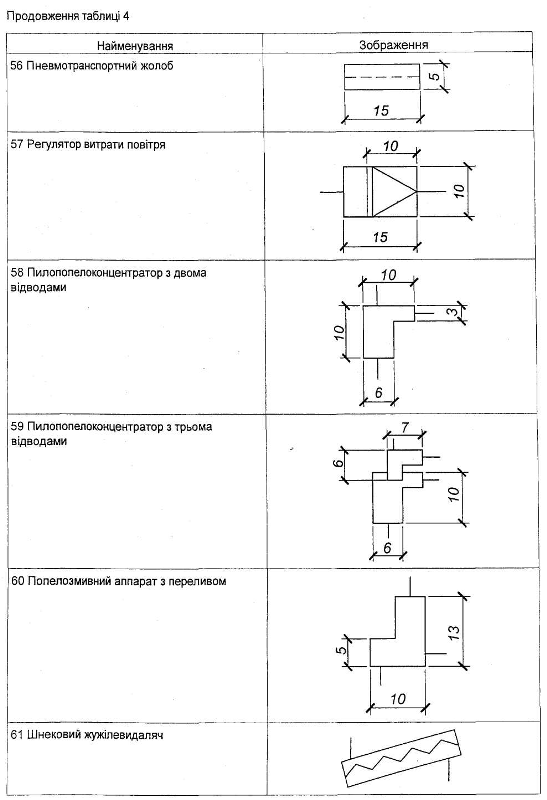 Продовження таблиці 4
Найменування Зображення
56 Пневмотранспортний жолоб
5
15
57 Регулятор витрати повітря
10
10
15
58 Пилопопелоконцентратор з двома
відводами
10
10
3
6
59 Пилопопелоконцентратор з трьома
відводами
7
6
10
6
60 Попелозмивний аппарат з переливом
5
13
10
61 Шнековий жужілевидаляч